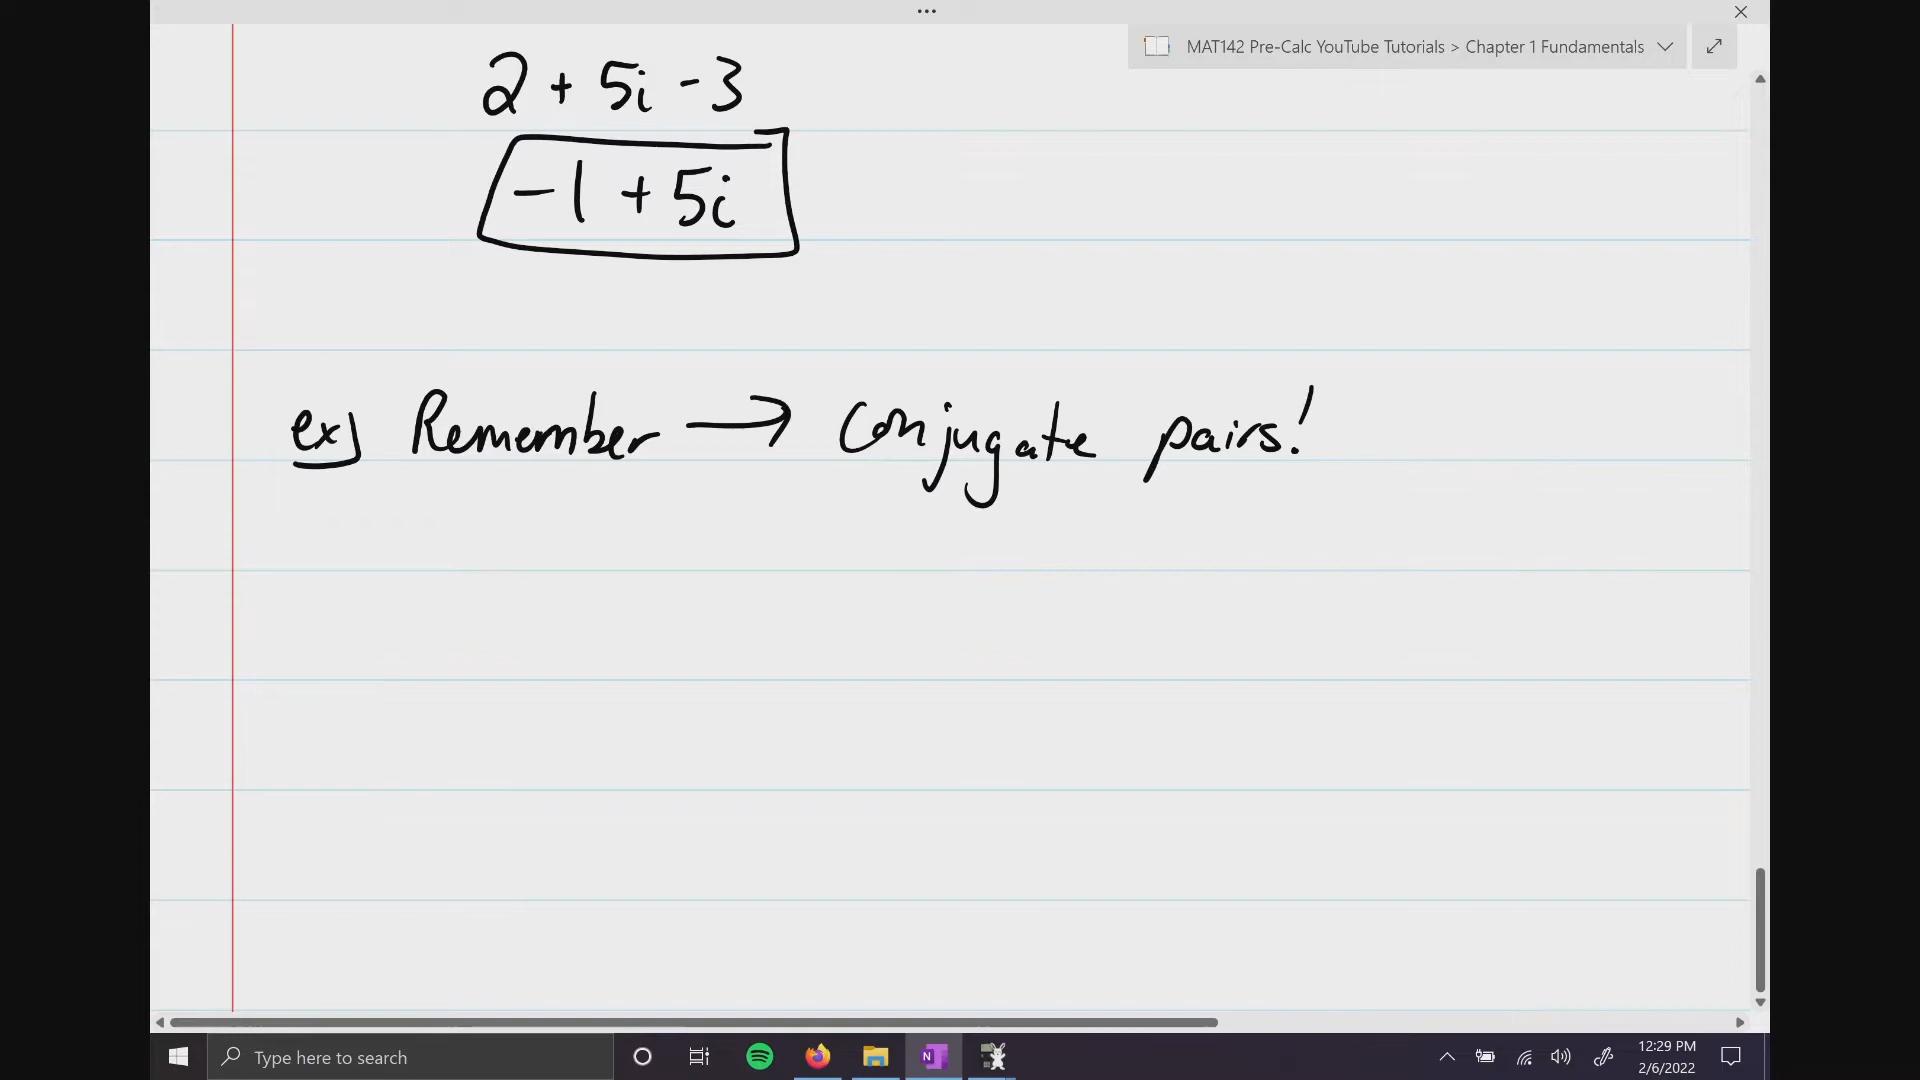 MAT142 Pre-Calc YouTube Tutorials > Chapter 1 Fundamentals
2 + 5i - 3
-1 + 5i
ex) Remember → Conjugate pairs!
Type here to search
N
12:29 PM
2/6/2022